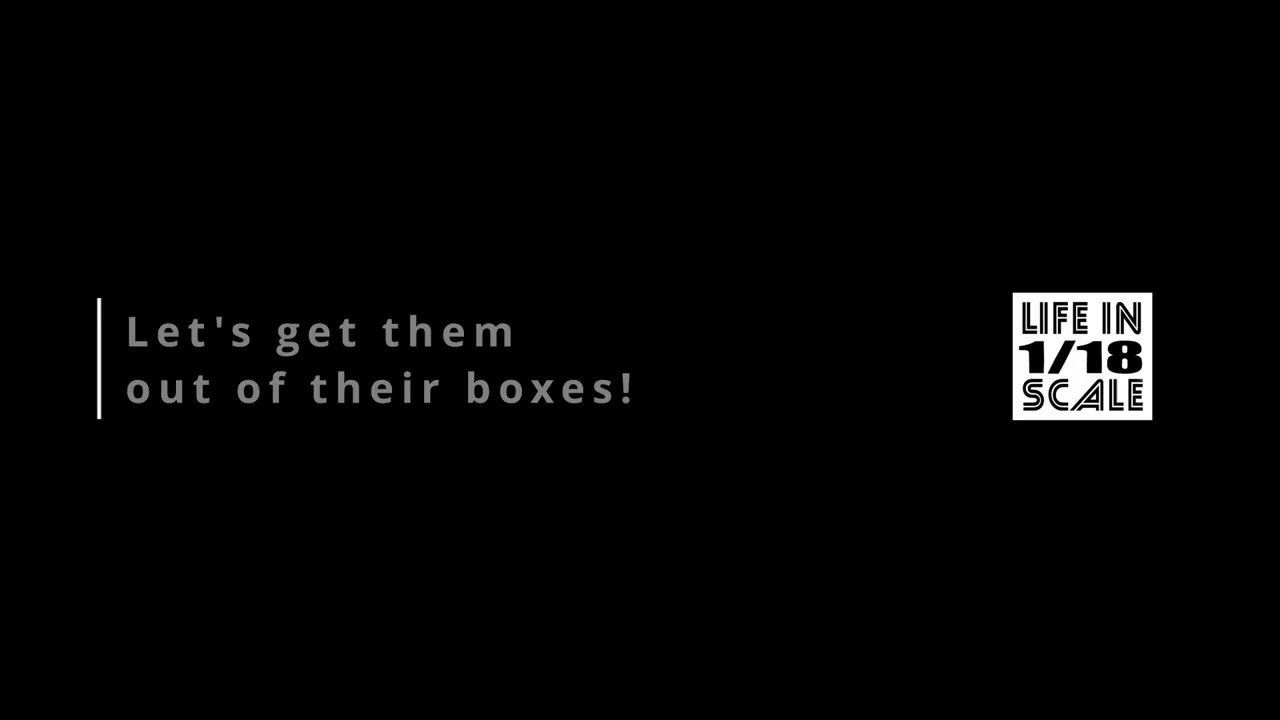 Let's get them
out of their boxes!
LIFE IN
1/18
SCALE